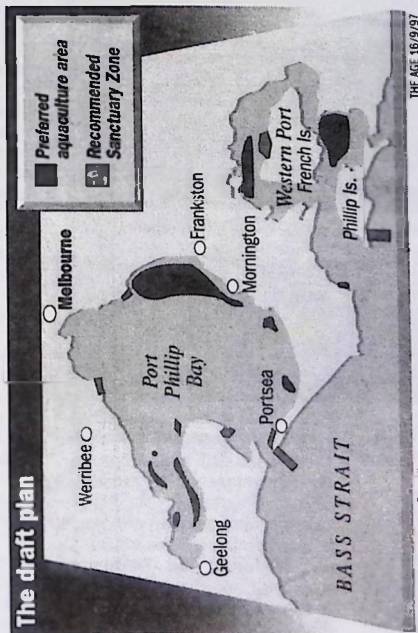 The draft plan
Preferred
aquaculture area
Recommended
Sanctuary Zone
Melbourne
Werribee
Frankston
Port
Phillip
Bay
Mornington
Western Port
French Is.
Geelong
Portsea
Phillip Is.
BASS STRAIT
THE AGE 16/9/97